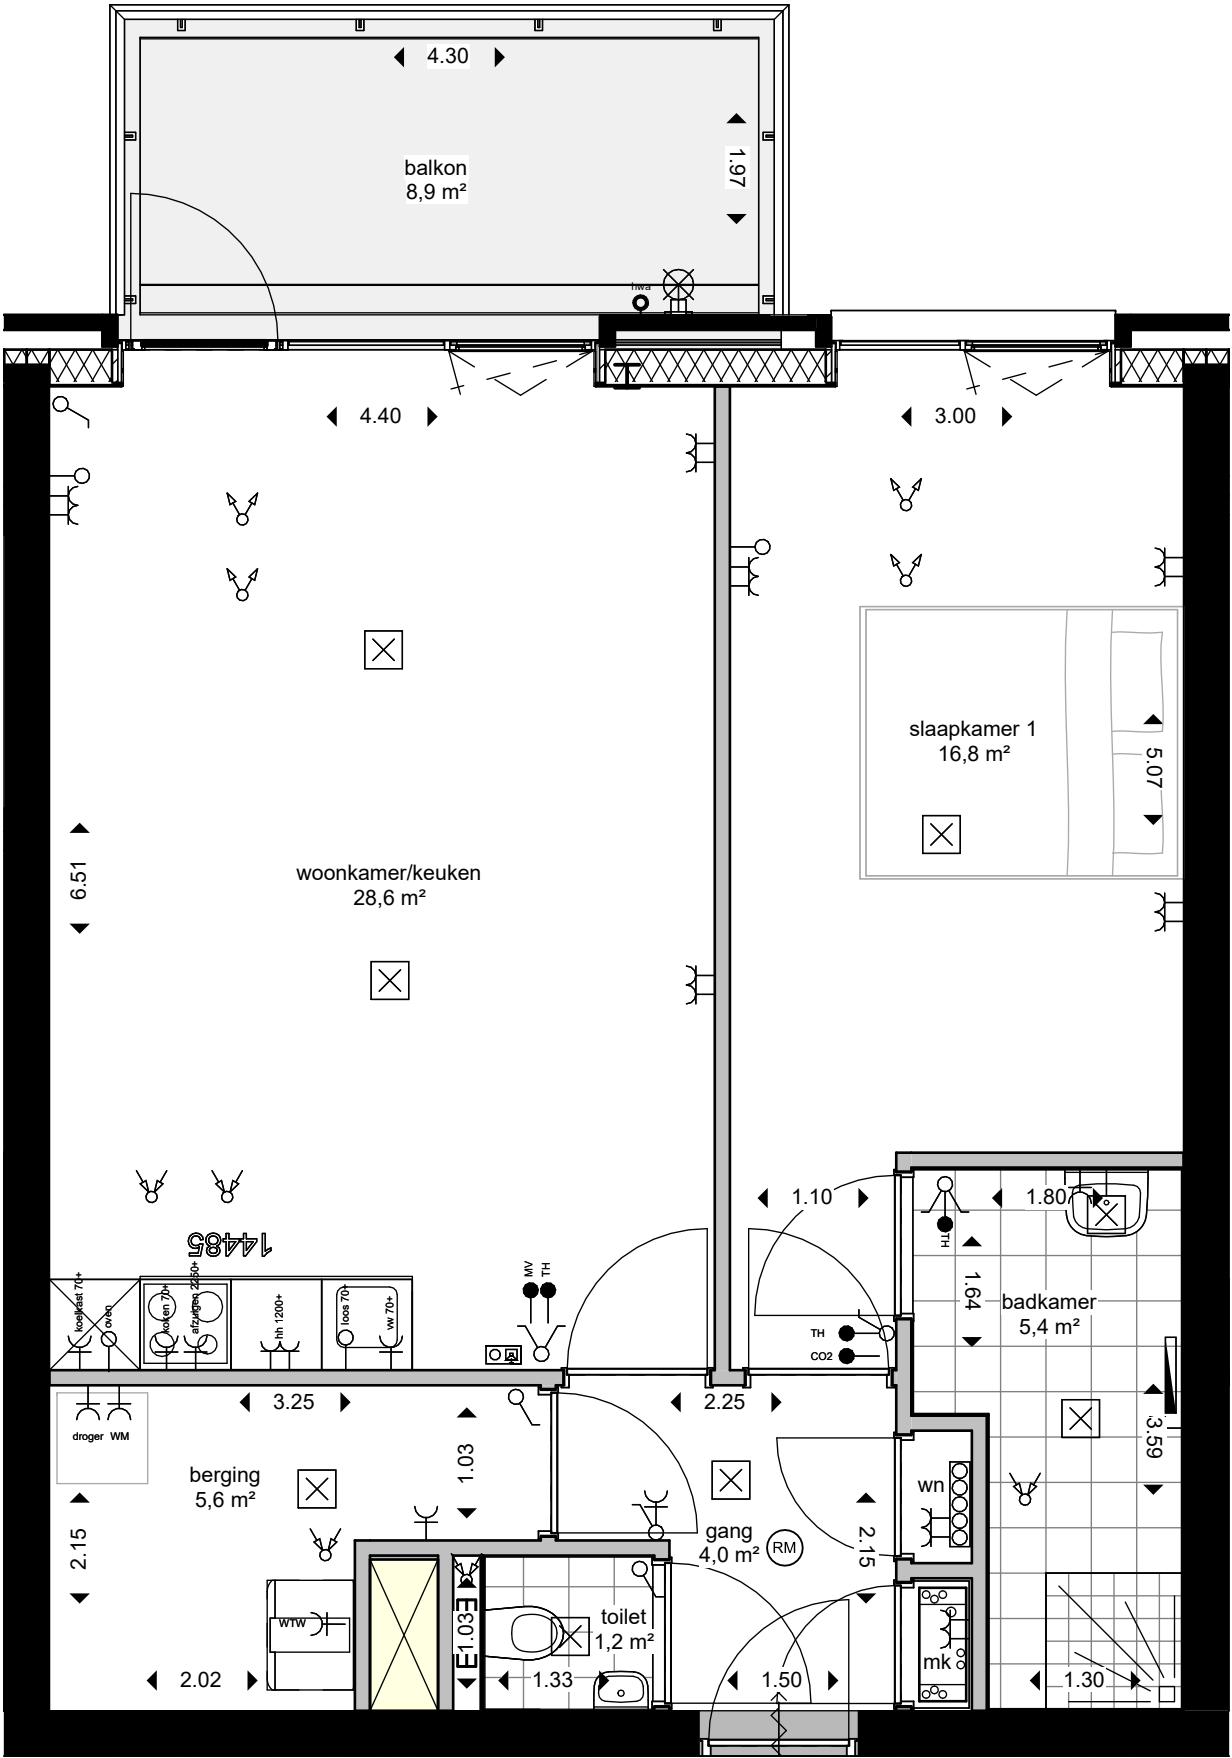 4.30
balkon
8,9 m²
1.97
hwa
4.40
3.00
slaapkamer 1
16,8 m²
5.07
6.51
woonkamer/keuken
28,6 m²
1.10
1.80
TH
14485
MV
TH
koelkast 70+
oven
koken 70+
afzuigen 2250+
hh 1200+
loos 70+
vw 70+
1.64
badkamer
5,4 m²
TH
CO2
3.25
2.25
droger WM
1.03
3.59
berging
5,6 m²
wn
gang
4,0 m²
RM
2.15
2.15
WTW
1.03
toilet
1,2 m²
mk
2.02
1.33
1.50
1.30